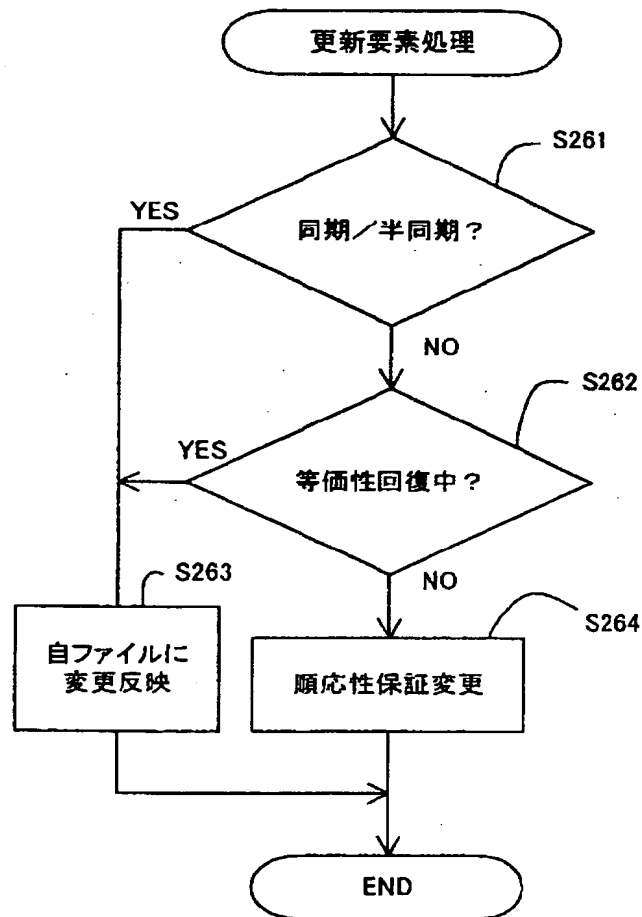 更新要素処理
S261
YES
同期／半同期？
NO
S262
YES
等価性回復中？
NO
S263
S264
自ファイルに
変更反映
順応性保証変更
END